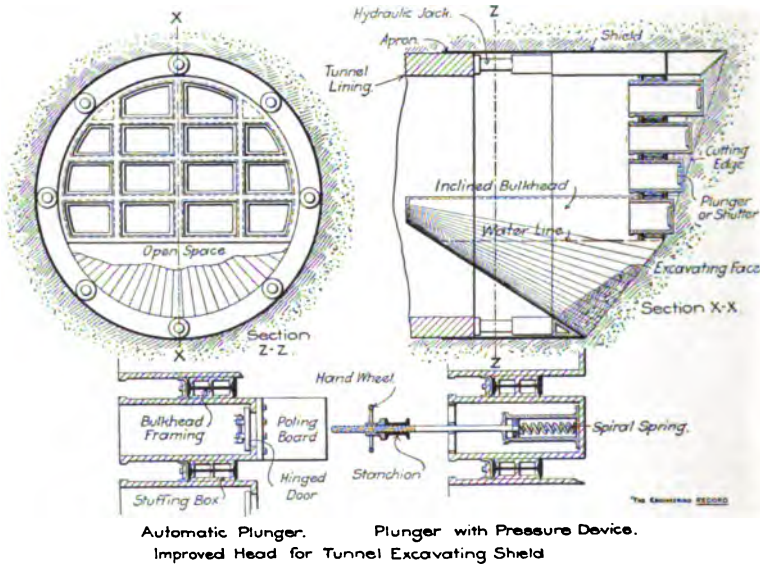 X
Z
Hydraulic Jack.
Shield
Apron.
Tunnel
Lining.
Cutting
Edge
Inclined Bulkhead
Plunger
or Shutter
Water Line
Open Space
Excavating Face
Section X-X
Section
Z-Z
X
Z
Hand Wheel
Bulkhead
Framing
Poling
Board
Spiral Spring.
Stanchion
Hinged
Door
Stuffing Box
THE ENGINEERING RECORD
Automatic Plunger. Plunger with Pressure Device.
Improved Head for Tunnel Excavating Shield